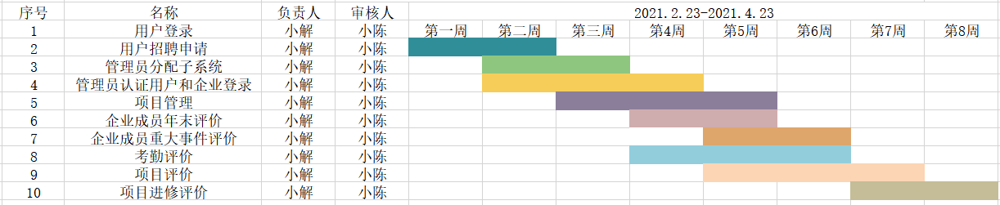 序号 名称 负责人 审核人 2021.2.23-2021.4.23
1 用户登录 小解 小陈 第一周 第二周 第三周 第4周 第5周 第6周 第7周 第8周
2 用户招聘申请 小解 小陈
3 管理员分配子系统 小解 小陈
4 管理员认证用户和企业登录 小解 小陈
5 项目管理 小解 小陈
6 企业成员年末评价 小解 小陈
7 企业成员重大事件评价 小解 小陈
8 考勤评价 小解 小陈
9 项目评价 小解 小陈
10 项目进修评价 小解 小陈